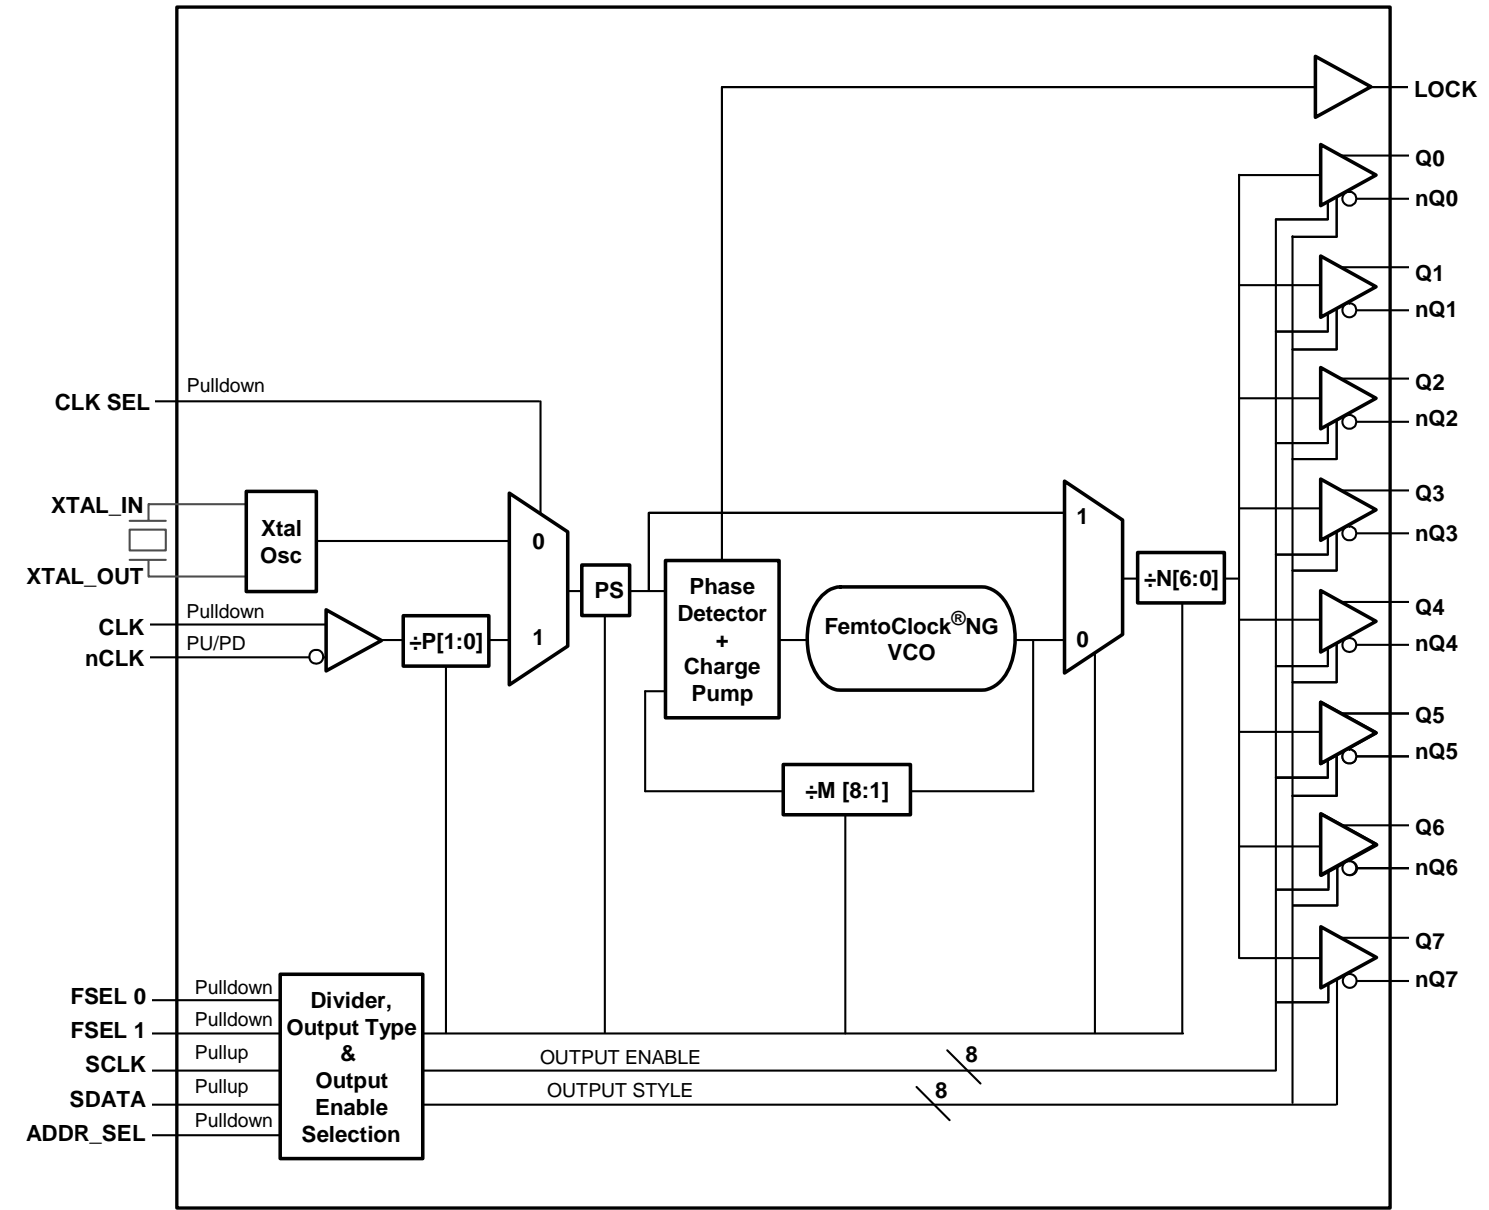 LOCK
Q0
nQ0
Q1
nQ1
Pulldown
CLK SEL
Q2
nQ2
XTAL_IN
Xtal
Osc
XTAL_OUT
0
1
Q3
nQ3
Pulldown
CLK
PU/PD
nCLK
÷P[1:0]
1
PS
Phase
Detector
+
Charge
Pump
FemtoClock®NG
VCO
0
÷N[6:0]
÷M [8:1]
Q4
nQ4
Q5
nQ5
Q6
nQ6
Q7
nQ7
FSEL 0
Pulldown
FSEL 1
Pulldown
SCLK
Pullup
SDATA
Pullup
ADDR_SEL
Pulldown
Divider,
Output Type
&
Output
Enable
Selection
OUTPUT ENABLE
8
OUTPUT STYLE
8